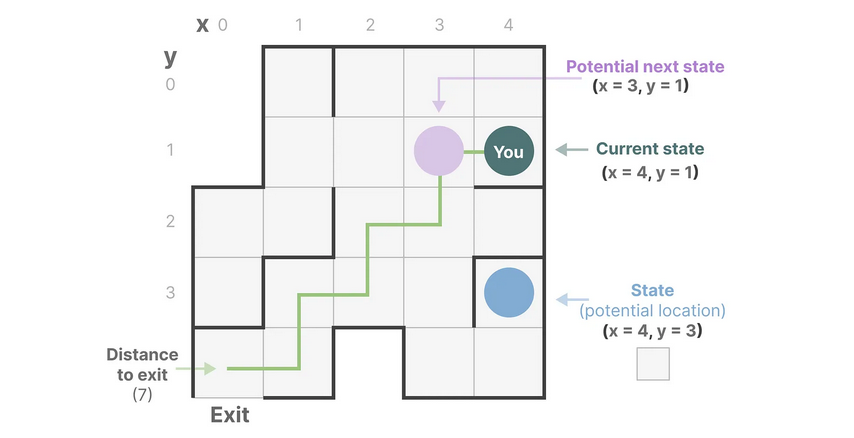 x 0 1 2 3 4
y
0
1
2
3
Potential next state
(x = 3, y = 1)
You
Current state
(x = 4, y = 1)
State
(potential location)
(x = 4, y = 3)
Distance
to exit
(7)
Exit